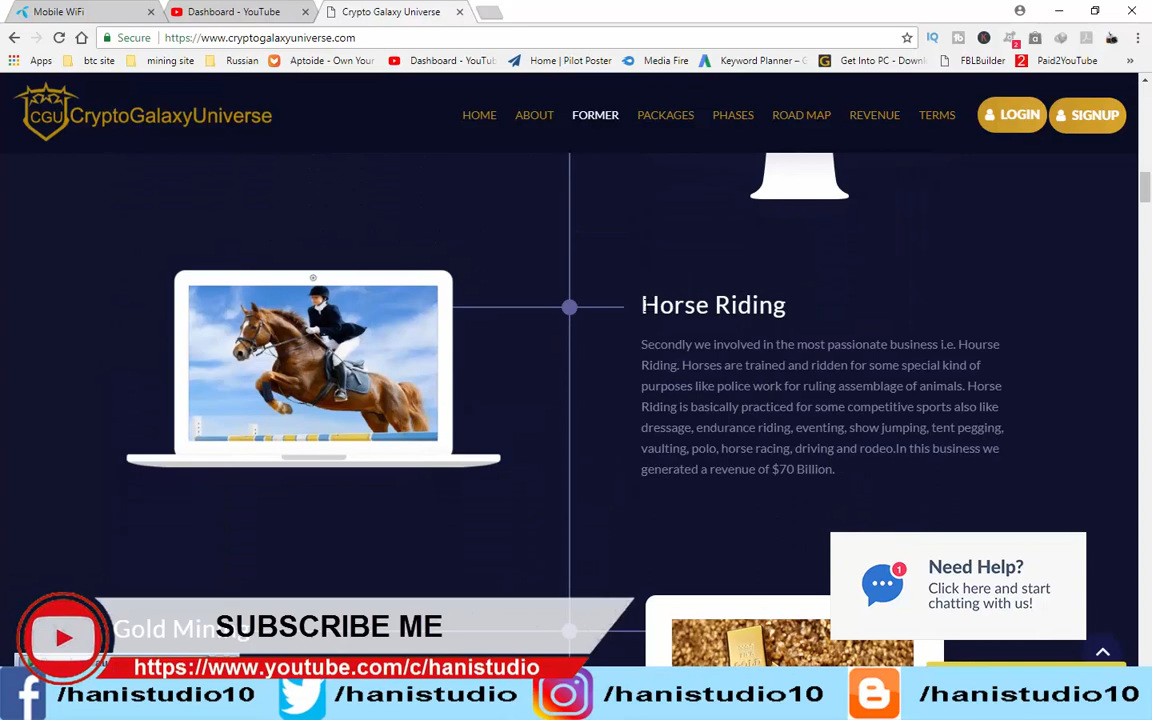 Mobile WiFi
Dashboard - YouTube
Crypto Galaxy Universe
Secure
https://www.cryptogalaxyuniverse.com
Apps
btc site
mining site
Russian
Aptoide - Own Your
Dashboard - YouTub
Home | Pilot Poster
Media Fire
Keyword Planner –
Get Into PC - Downl
FBLBuilder
Paid2YouTube
CGU
CryptoGalaxyUniverse
HOME
ABOUT
FORMER
PACKAGES
PHASES
ROAD MAP
REVENUE
TERMS
LOGIN
SIGNUP
Horse Riding
Secondly we involved in the most passionate business i.e. Hourse
Riding. Horses are trained and ridden for some special kind of
purposes like police work for ruling assemblage of animals. Horse
Riding is basically practiced for some competitive sports also like
dressage, endurance riding, eventing, show jumping, tent pegging,
vaulting, polo, horse racing, driving and rodeo.In this business we
generated a revenue of $70 Billion.
1
Need Help?
Click here and start
chatting with us!
Gold Mining
SUBSCRIBE ME
https://www.youtube.com/c/hanistudio
/hanistudio10
/hanistudio
/hanistudio10
/hanistudio10